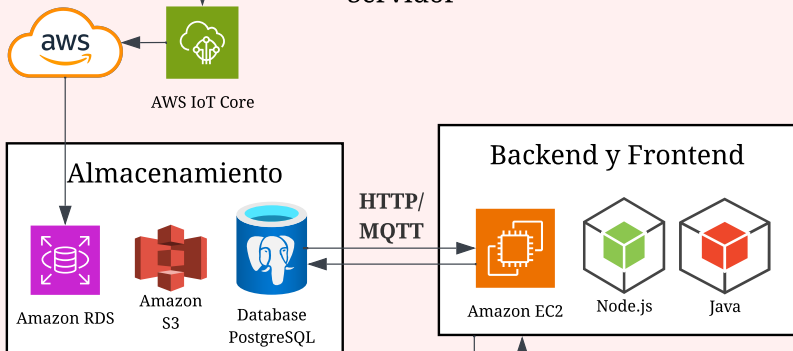 Servidor
aws
AWS IoT Core
Almacenamiento
Amazon RDS
Amazon
S3
Database
PostgreSQL
HTTP/
MQTT
Backend y Frontend
Amazon EC2
Node.js
Java